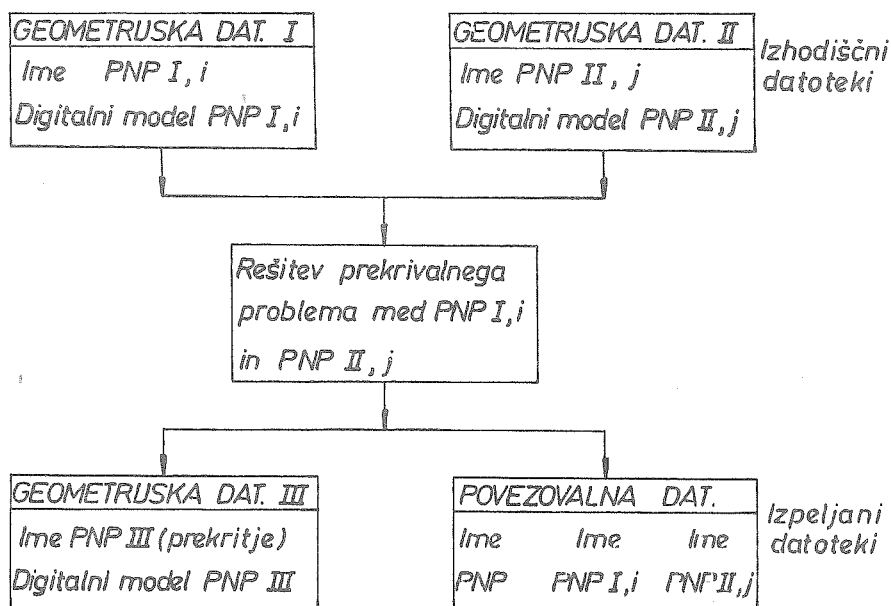 GEOMETRIJSKA DAT. I
Ime PNP I, i
Digitalni model PNP I, i
GEOMETRIJSKA DAT. II
Ime PNP II, j
Digitalni model PNP II, j
Izhodiščni
datoteki
Rešitev prekrivalnega
problema med PNP I, i
in PNP II, j
GEOMETRIJSKA DAT. III
Ime PNP III (prekritje)
Digitalni model PNP III
POVEZOVALNA DAT.
Ime Ime Ime
PNP PNP I, i PNP II, j
Izpeljani
datoteki